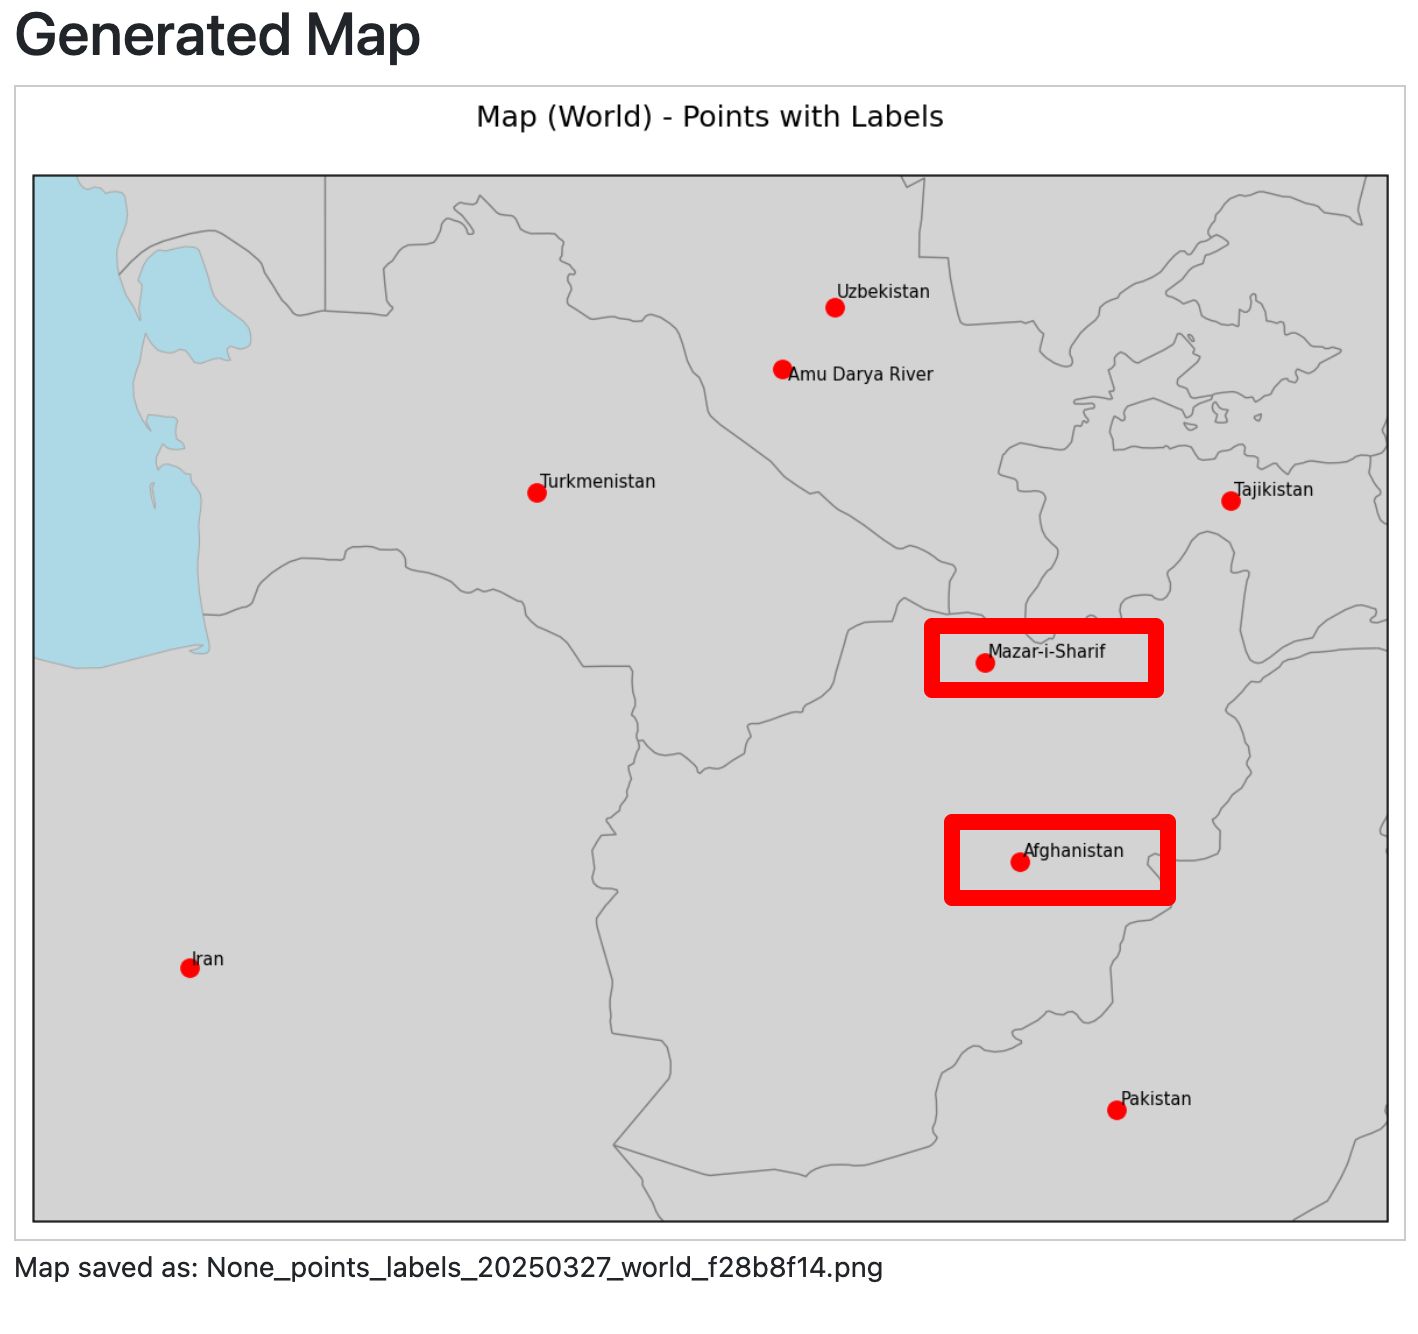 Generated Map
Map (World) - Points with Labels
Uzbekistan
Amu Darya River
Turkmenistan
Tajikistan
Mazar-i-Sharif
Afghanistan
Iran
Pakistan
Map saved as: None_points_labels_20250327_world_f28b8f14.png